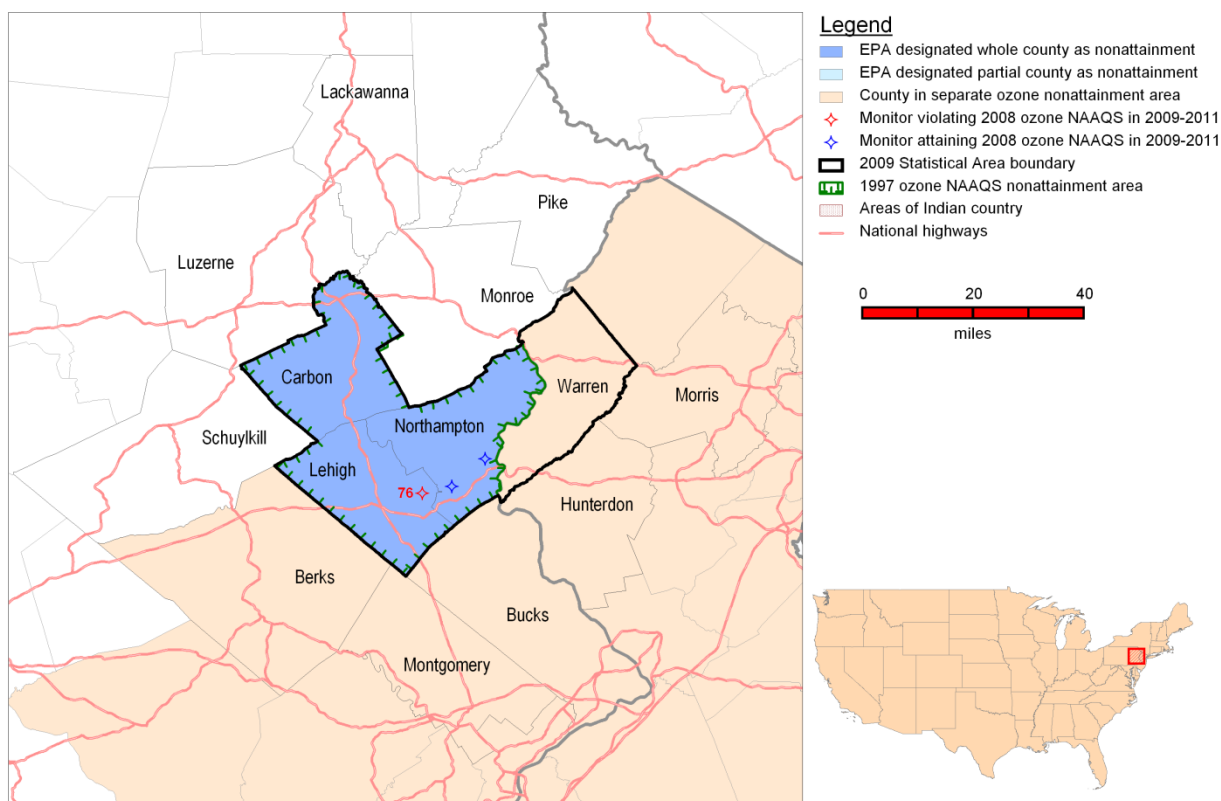 Lackawanna
Pike
Luzerne
Monroe
Carbon
Warren
Morris
Northampton
Schuylkill
Lehigh
76
Hunterdon
Berks
Bucks
Montgomery
Legend
EPA designated whole county as nonattainment
EPA designated partial county as nonattainment
County in separate ozone nonattainment area
Monitor violating 2008 ozone NAAQS in 2009-2011
Monitor attaining 2008 ozone NAAQS in 2009-2011
2009 Statistical Area boundary
1997 ozone NAAQS nonattainment area
Areas of Indian country
National highways
0 20 40
miles